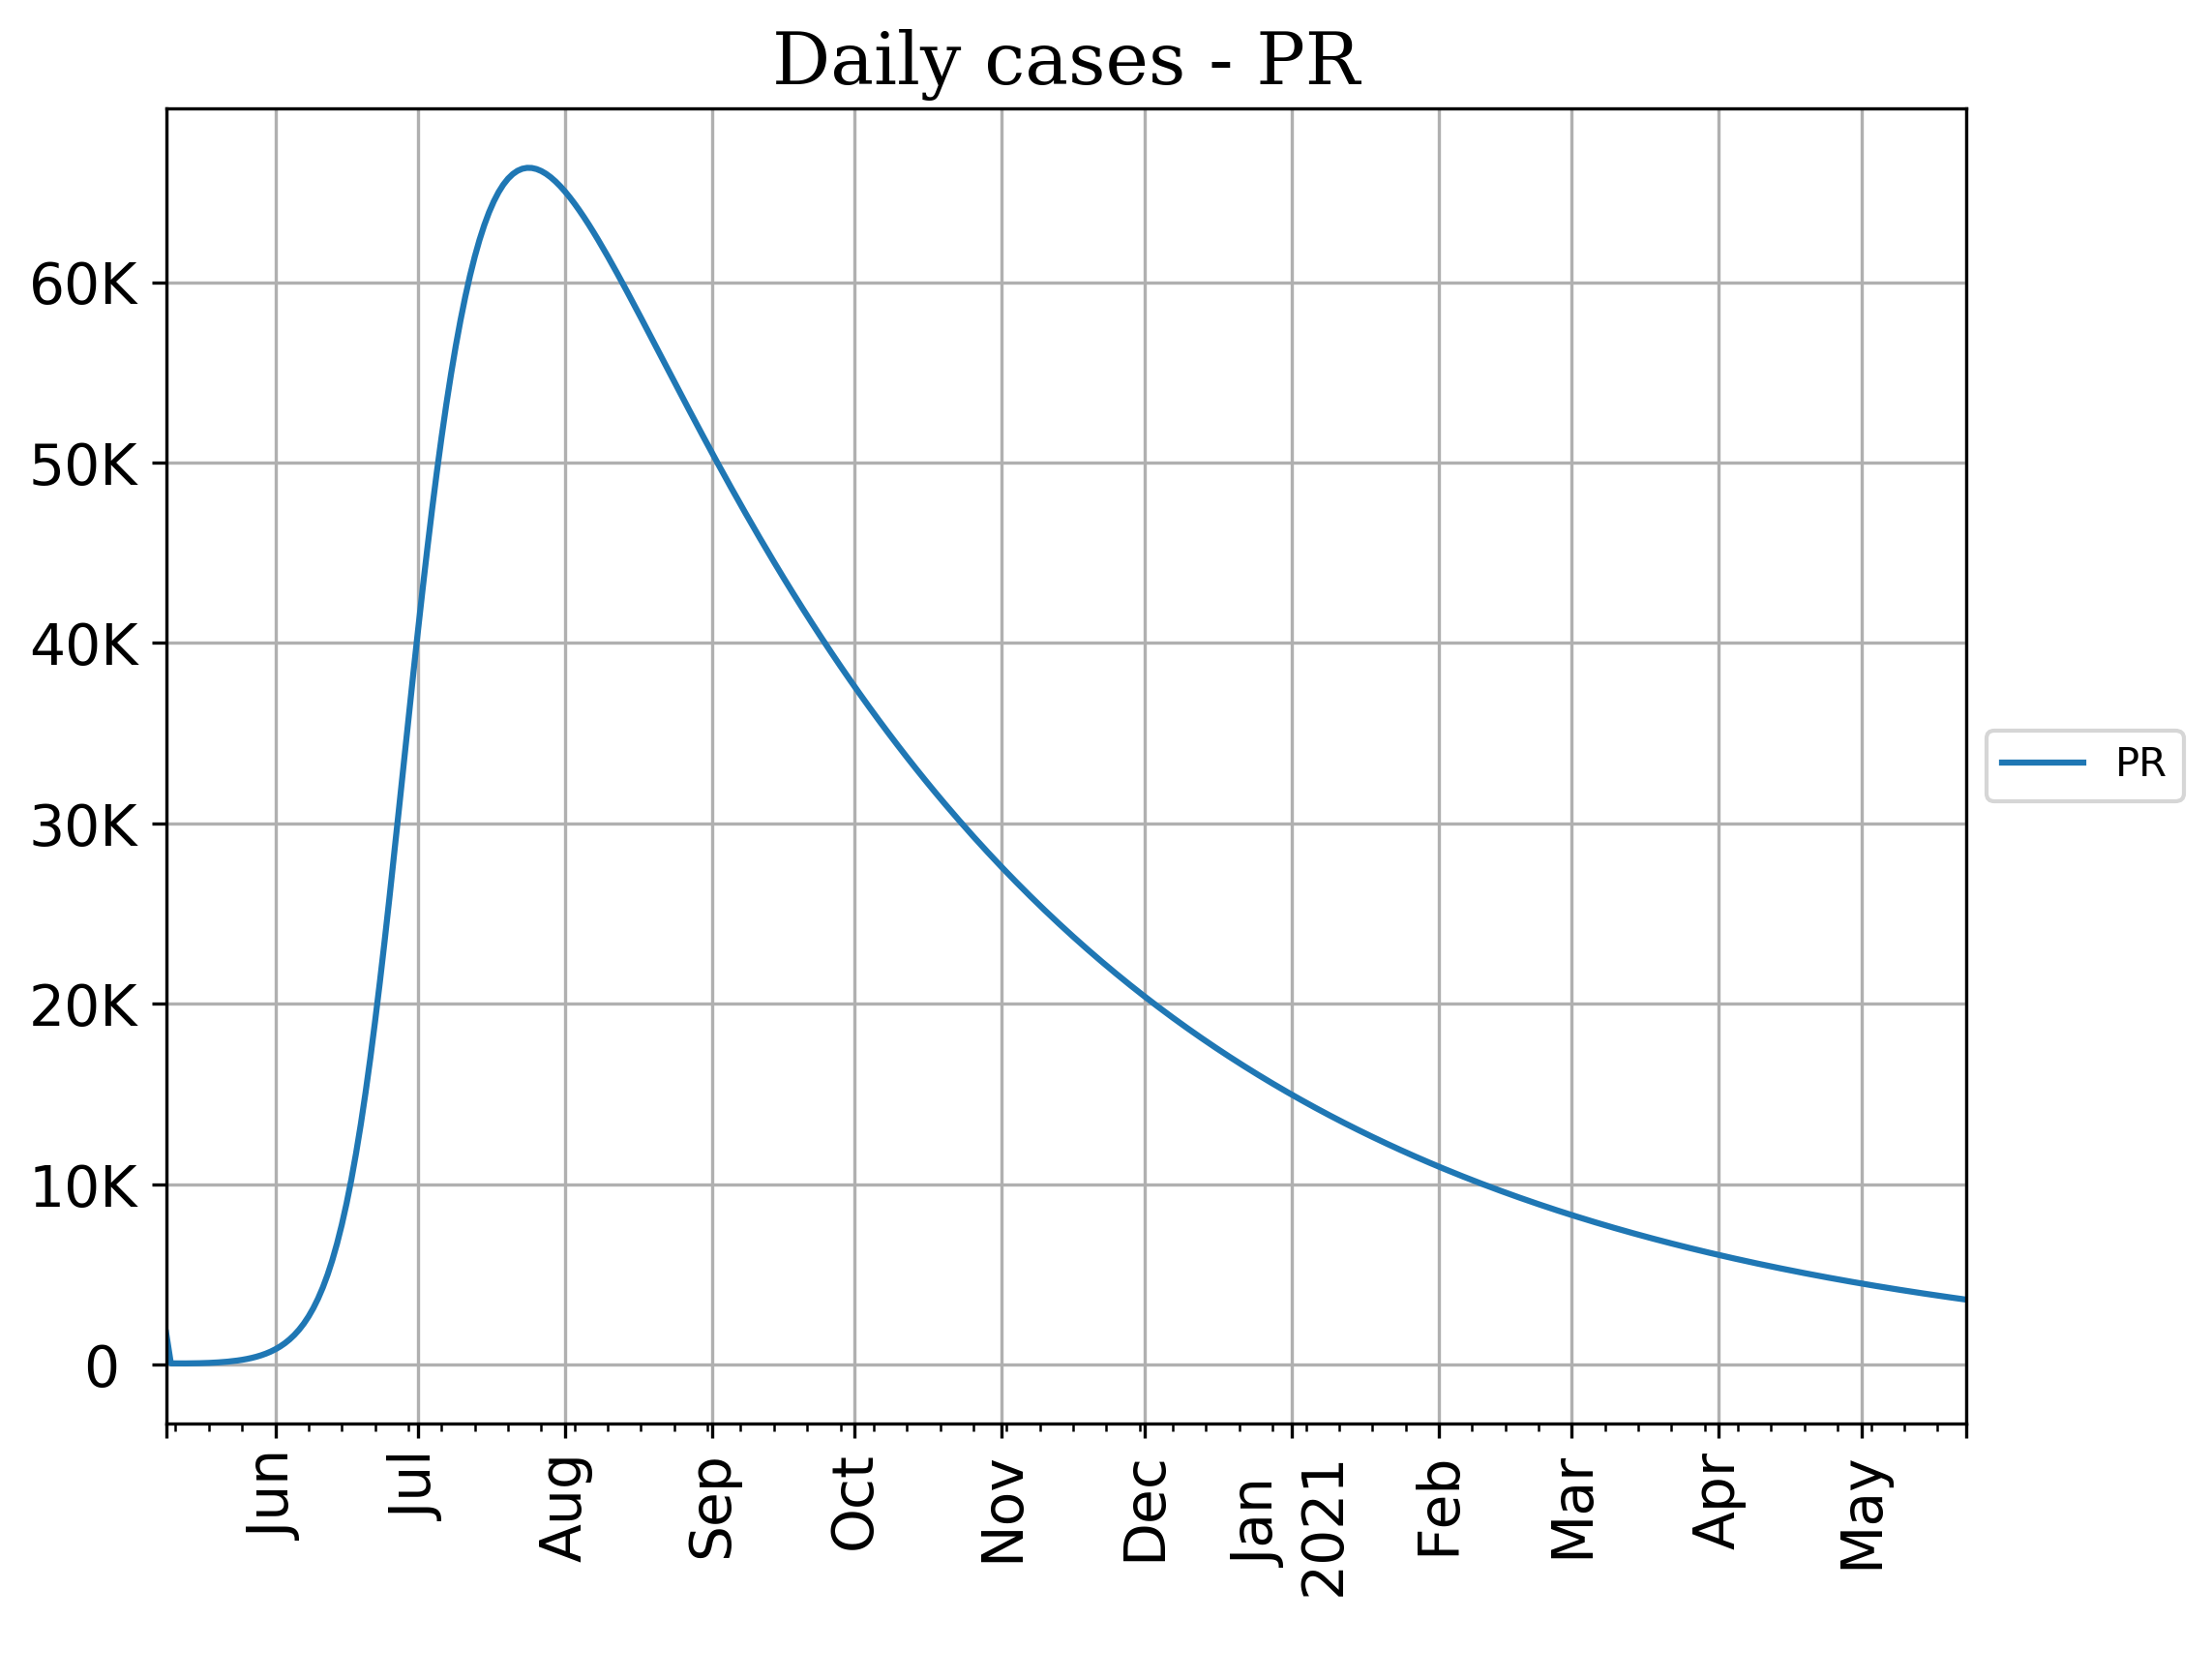 Daily cases - PR
60K
50K
40K
30K
20K
10K
0
PR
Jun
Jul
Aug
Sep
Oct
Nov
Dec
Jan
2021
Feb
Mar
Apr
May